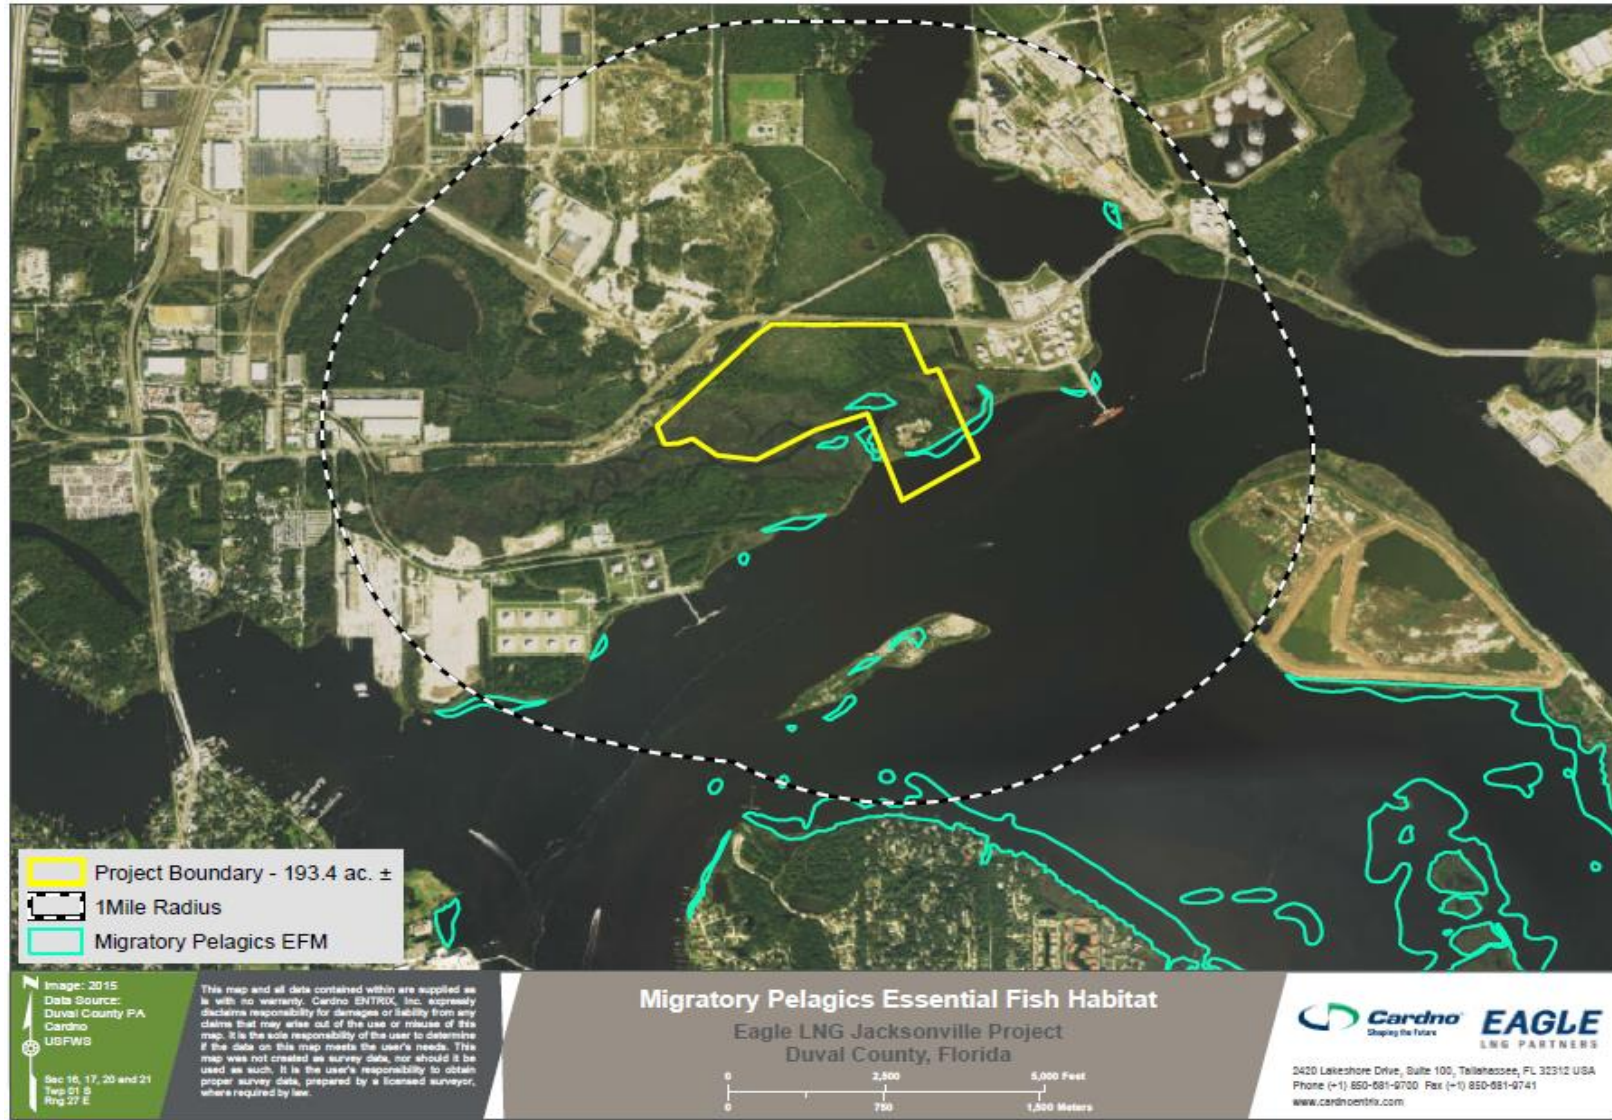 Project Boundary - 193.4 ac. ±
1Mile Radius
Migratory Pelagics EFM
N
Image: 2015
Data Source:
Duval County PA
Cardno
USFWS
Sec 16, 17, 20 and 21
Twp 01 S
Rng 27 E
This map and all data contained within are supplied as
is with no warranty. Cardno ENTRIX, Inc. expressly
disclaims responsibility for damages or liability from any
claims that may arise out of the use or misuse of this
map. It is the sole responsibility of the user to determine
if the data on this map meets the user's needs. This
map was not created as survey data, nor should it be
used as such. It is the user's responsibility to obtain
proper survey data, prepared by a licensed surveyor,
where required by law.
Migratory Pelagics Essential Fish Habitat
Eagle LNG Jacksonville Project
Duval County, Florida
0 2,500 5,000 Feet
0 750 1,500 Meters
Cardno
Shaping the Future
EAGLE
LNG PARTNERS
2420 Lakeshore Drive, Suite 100, Tallahassee, FL 32312 USA
Phone (+1) 850-681-9700 Fax (+1) 850-681-9741
www.cardnoentrix.com